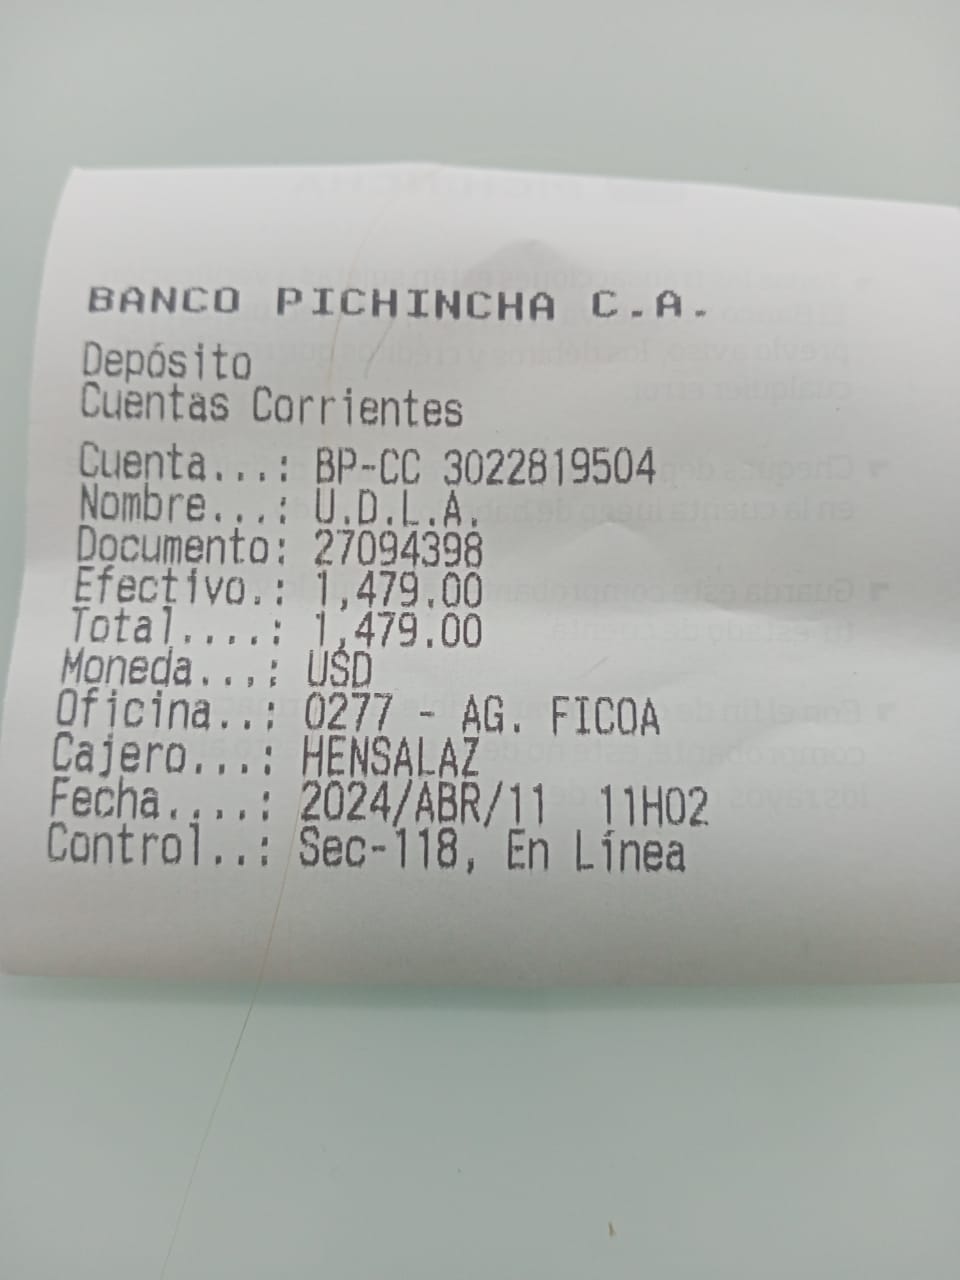 BANCO PICHINCHA C.A.
Depósito
Cuentas Corrientes
Cuenta...: BP-CC 3022819504
Nombre...: U.D.L.A.
Documento: 27094398
Efectivo.: 1,479.00
Total....: 1,479.00
Moneda...: USD
Oficina..: 0277 - AG. FICOA
Cajero...: HENSALAZ
Fecha....: 2024/ABR/11  11H02
Control..: Sec-118, En Línea